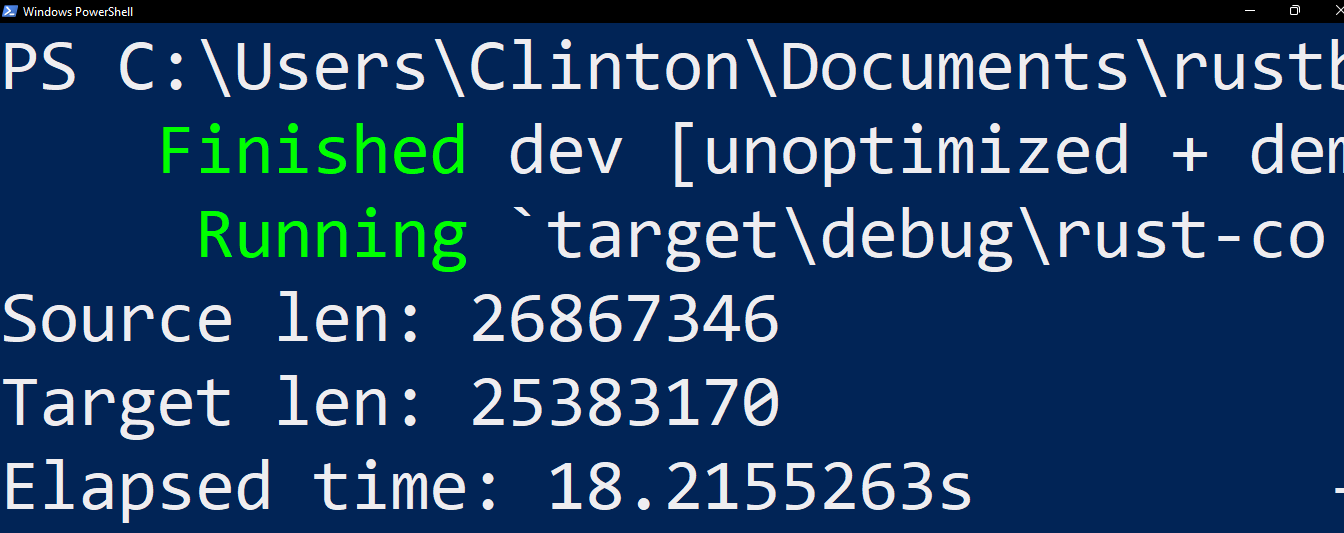 Windows PowerShell
PS C:\Users\Clinton\Documents\rustb
Finished dev [unoptimized + dem
Running `target\debug\rust-co
Source len: 26867346
Target len: 25383170
Elapsed time: 18.2155263s